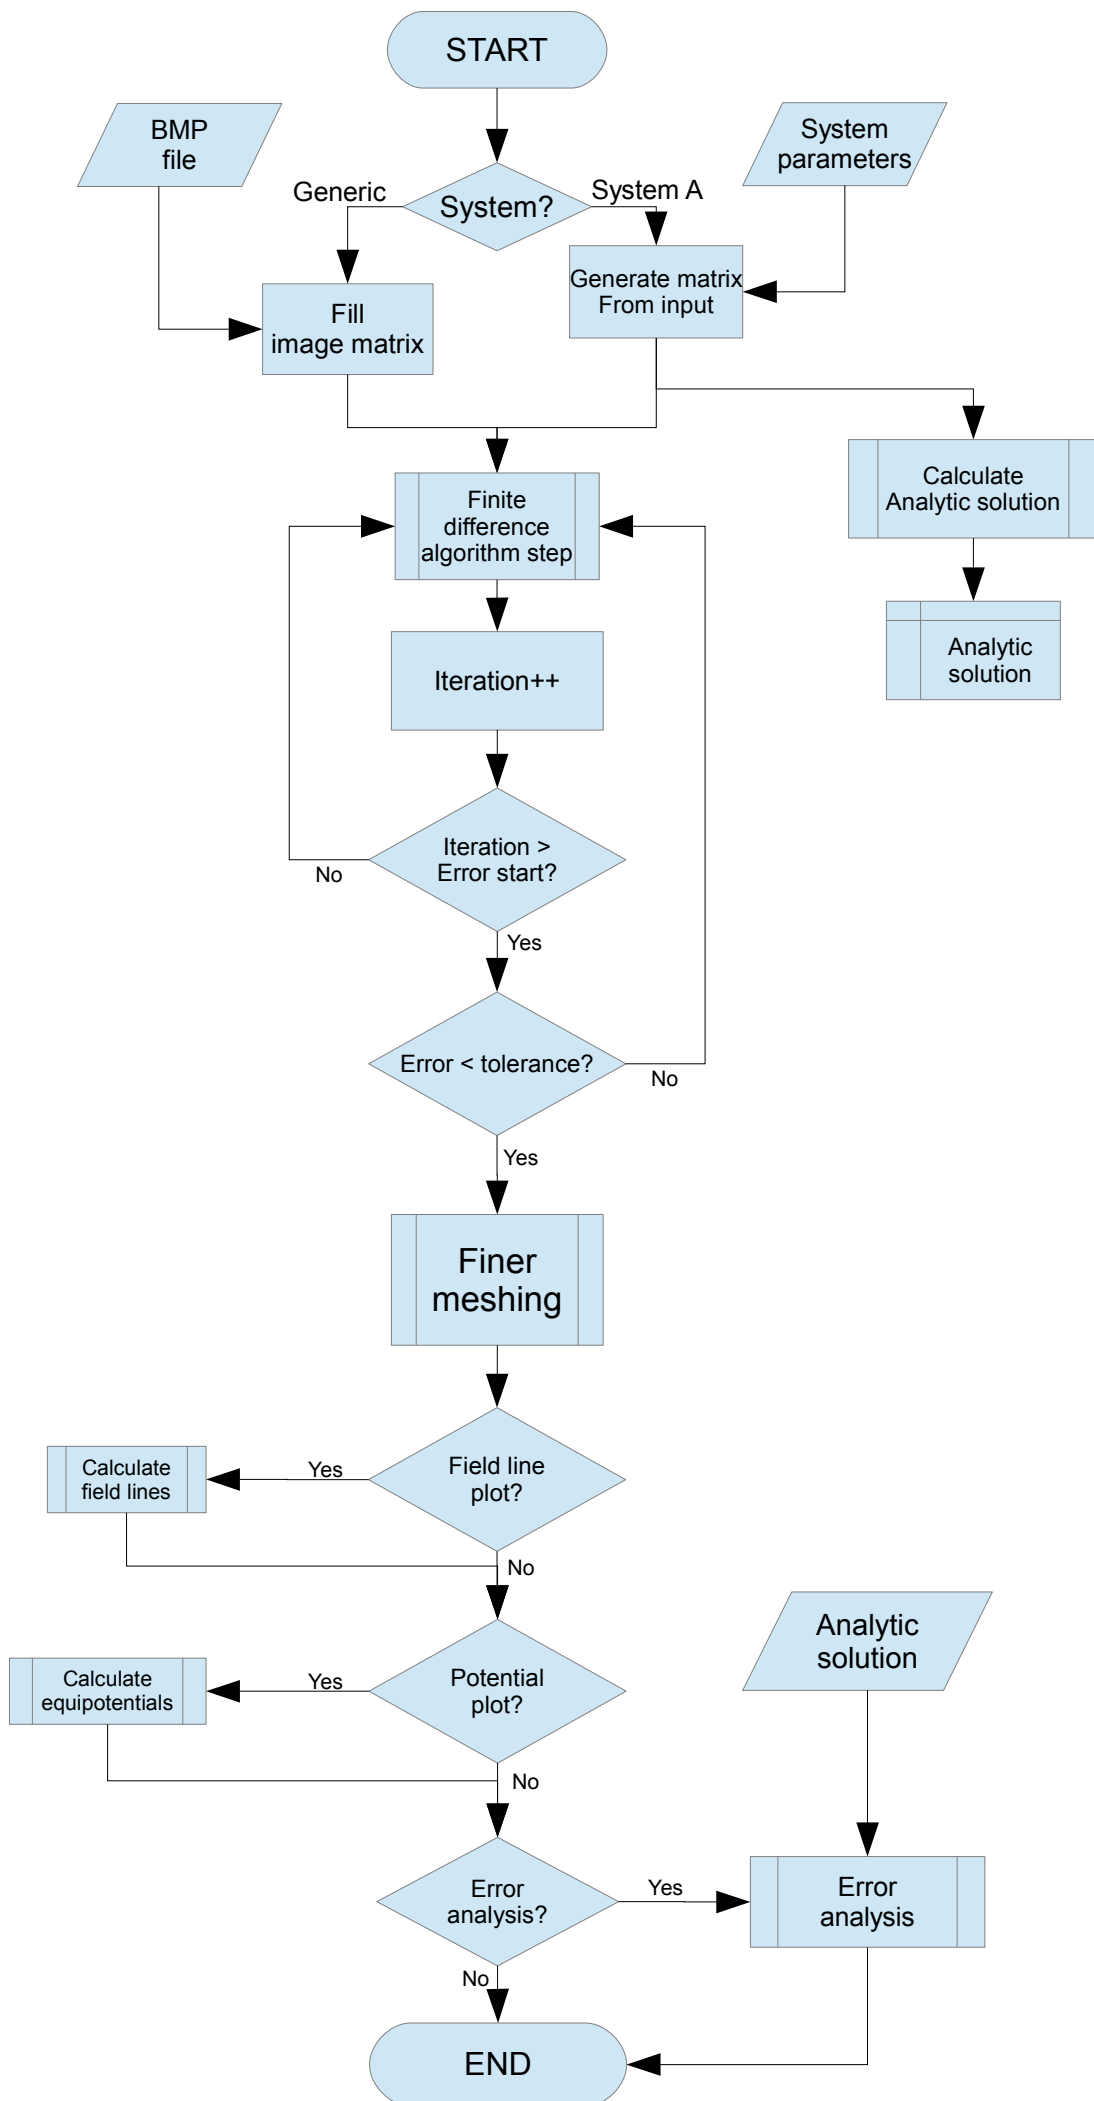 START
BMP
file
System
parameters
Generic
System?
System A
Generate matrix
From input
Fill
image matrix
Finite
difference
algorithm step
Calculate
Analytic solution
Iteration++
Analytic
solution
Iteration >
Error start?
No
Yes
Error < tolerance?
No
Yes
Finer
meshing
Field line
plot?
Yes
Calculate
field lines
No
Analytic
solution
Potential
plot?
Yes
Calculate
equipotentials
No
Error
analysis?
Yes
Error
analysis
No
END